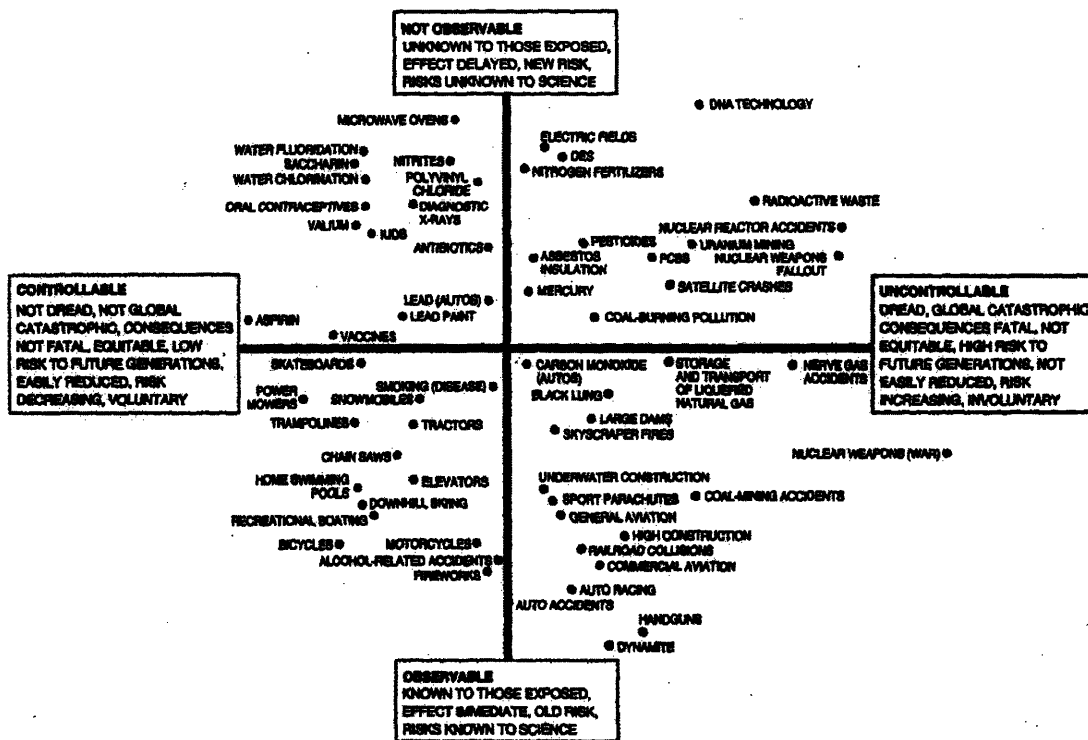 NOT OBSERVABLE
UNKNOWN TO THOSE EXPOSED,
EFFECT DELAYED, NEW RISK,
RISKS UNKNOWN TO SCIENCE
DNA TECHNOLOGY
MICROWAVE OVENS
ELECTRIC FIELDS
WATER FLUORIDATION
SACCHARIN
NITRITES
DES
NITROGEN FERTILIZERS
WATER CHLORINATION
POLYVINYL
CHLORIDE
ORAL CONTRACEPTIVES
DIAGNOSTIC
X-RAYS
RADIOACTIVE WASTE
VALIUM
IUDS
NUCLEAR REACTOR ACCIDENTS
ANTIBIOTICS
PESTICIDES
URANIUM MINING
ASBESTOS
INSULATION
PCBS
NUCLEAR WEAPONS
FALLOUT
CONTROLLABLE
NOT DREAD, NOT GLOBAL
CATASTROPHIC, CONSEQUENCES
NOT FATAL, EQUITABLE, LOW
RISK TO FUTURE GENERATIONS,
EASILY REDUCED, RISK
DECREASING, VOLUNTARY
MERCURY
SATELLITE CRASHES
LEAD (AUTOS)
LEAD PAINT
ASPIRIN
COAL-BURNING POLLUTION
VACCINES
UNCONTROLLABLE
DREAD, GLOBAL CATASTROPHIC
CONSEQUENCES FATAL, NOT
EQUITABLE, HIGH RISK TO
FUTURE GENERATIONS, NOT
EASILY REDUCED, RISK
INCREASING, INVOLUNTARY
SKATEBOARDS
CARBON MONOXIDE
(AUTOS)
STORAGE
AND TRANSPORT
OF LIQUEFIED
NATURAL GAS
NERVE GAS
ACCIDENTS
SMOKING (DISEASE)
POWER
MOWERS
SNOWMOBILES
BLACK LUNG
TRAMPOLINES
TRACTORS
LARGE DAMS
SKYSCRAPER FIRES
CHAIN SAWS
NUCLEAR WEAPONS (WAR)
HOME SWIMMING
POOLS
ELEVATORS
UNDERWATER CONSTRUCTION
DOWNHILL SKIING
SPORT PARACHUTES
COAL-MINING ACCIDENTS
RECREATIONAL BOATING
GENERAL AVIATION
BICYCLES
MOTORCYCLES
HIGH CONSTRUCTION
RAILROAD COLLISIONS
ALCOHOL-RELATED ACCIDENTS
FIREWORKS
COMMERCIAL AVIATION
AUTO RACING
AUTO ACCIDENTS
HANDGUNS
DYNAMITE
OBSERVABLE
KNOWN TO THOSE EXPOSED,
EFFECT IMMEDIATE, OLD RISK,
RISKS KNOWN TO SCIENCE